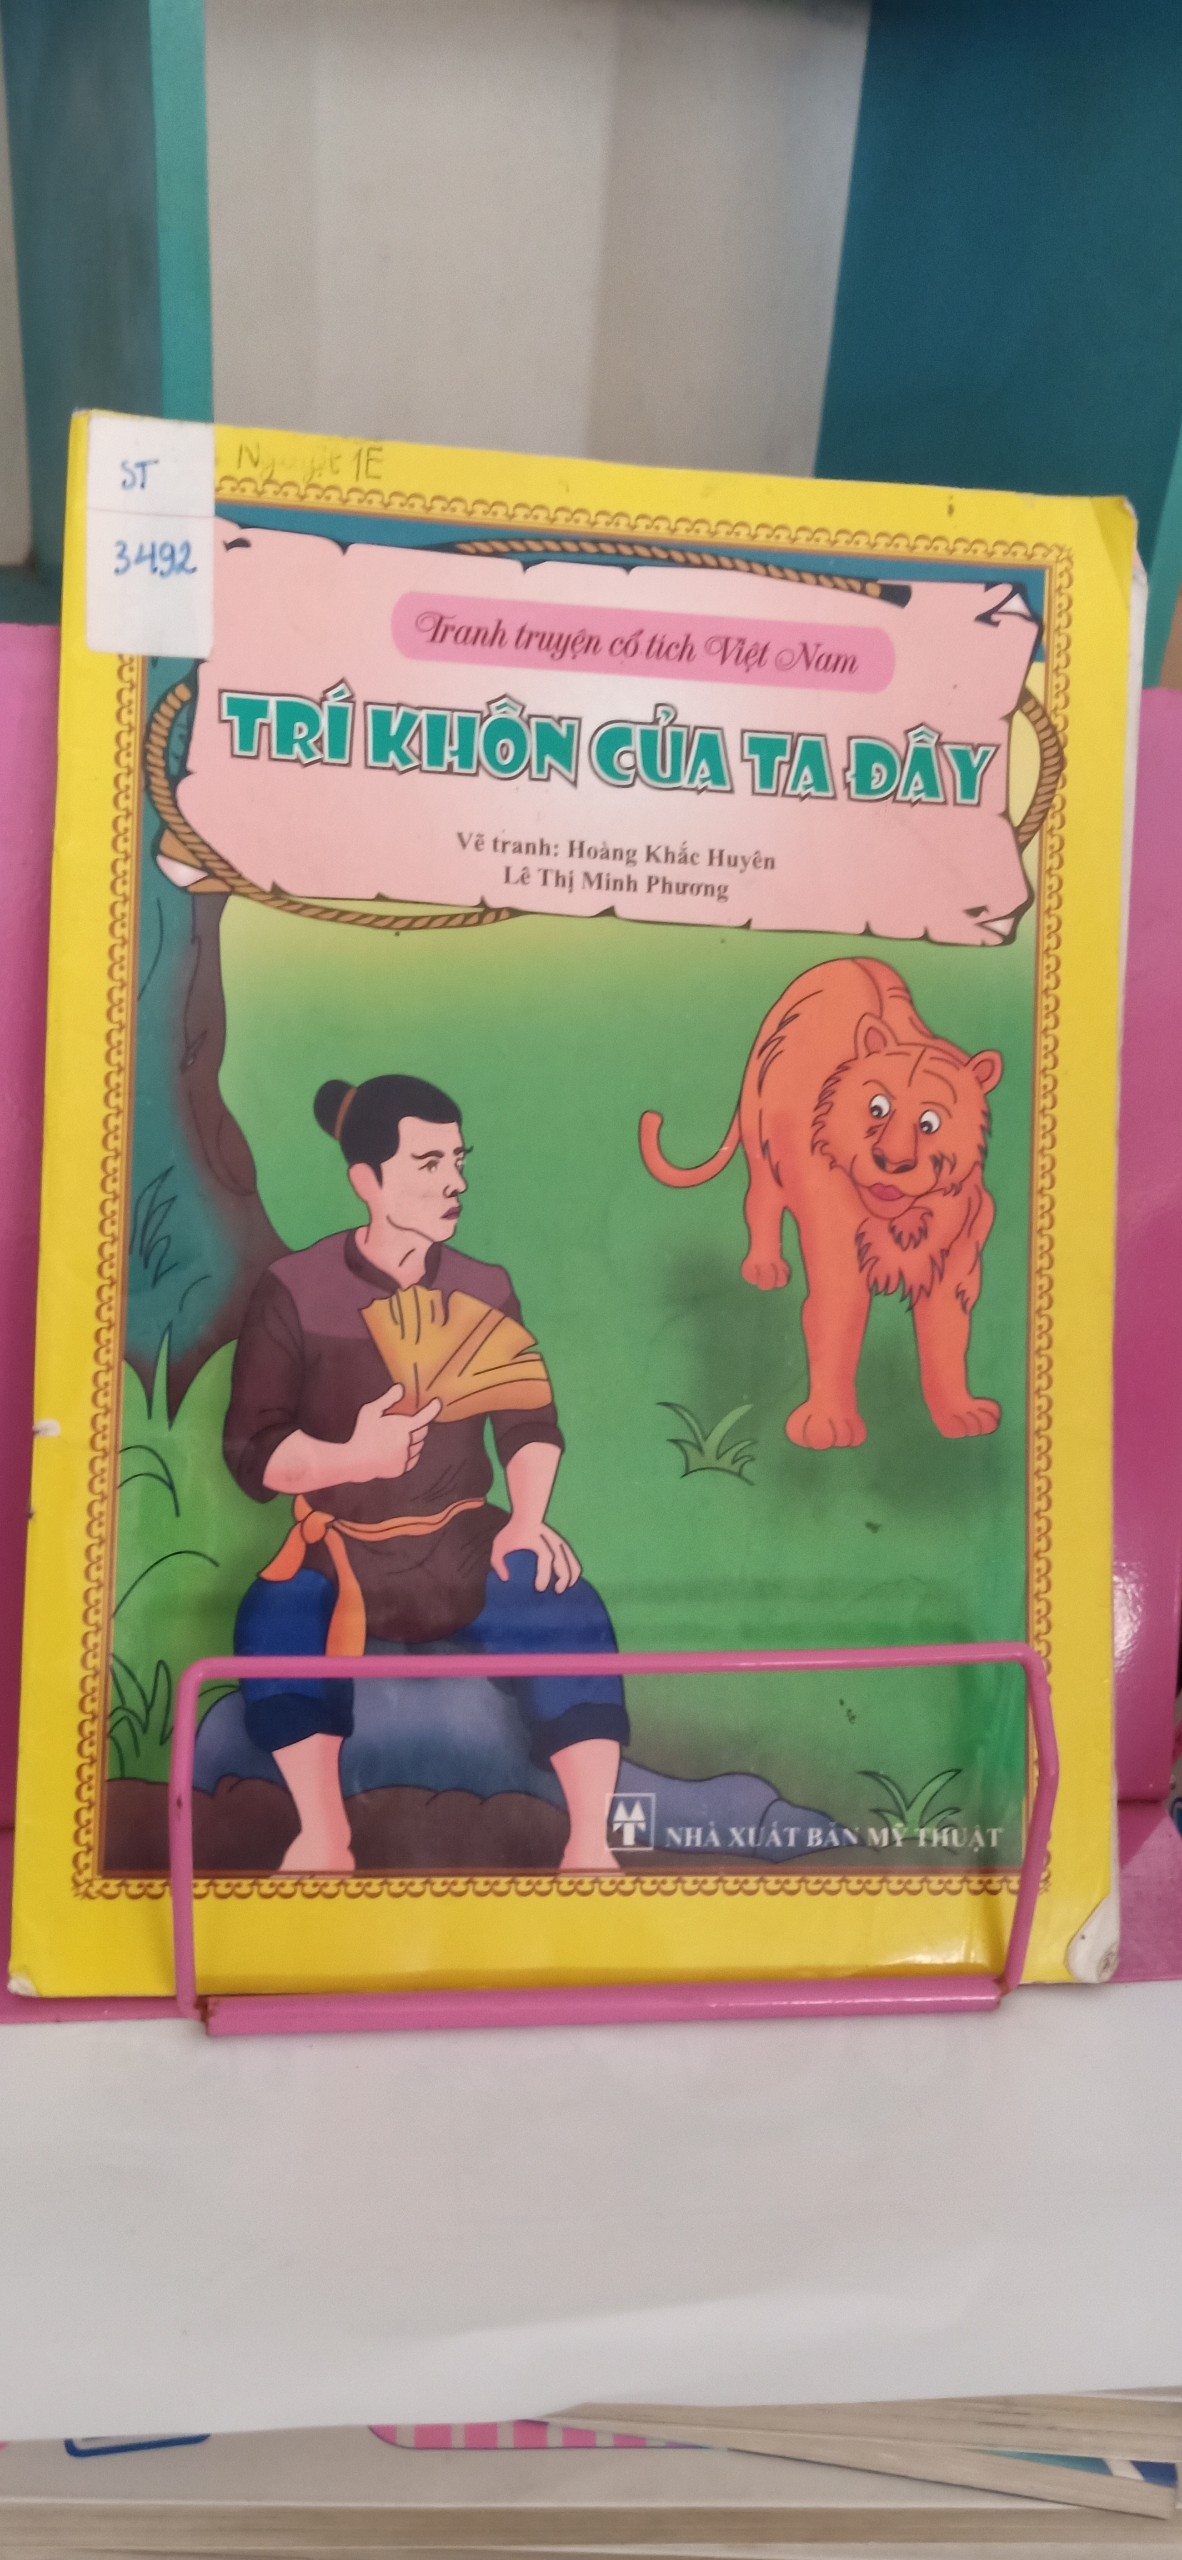 ST
3492
1E
Tranh truyện cổ tích Việt Nam
TRÍ KHÔN CỦA TA ĐÂY
Vẽ tranh: Hoàng Khắc Huyên
Lê Thị Minh Phương
NHÀ XUẤT BẢN MỸ THUẬT